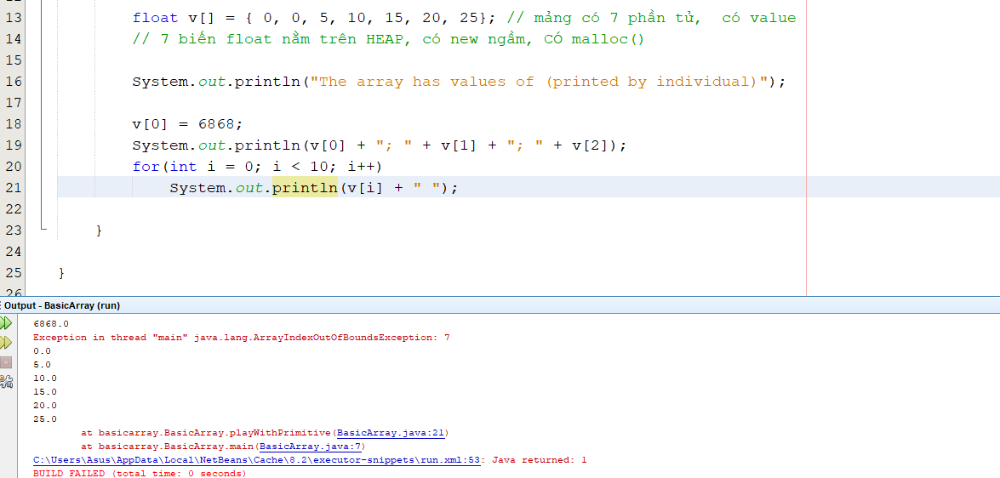 12
13 float v[] = { 0, 0, 5, 10, 15, 20, 25}; // mảng có 7 phần tử, có value
14 // 7 biến float nằm trên HEAP, có new ngầm, CÓ malloc()
15
16 System.out.println("The array has values of (printed by individual)");
17
18 v[0] = 6868;
19 System.out.println(v[0] + "; " + v[1] + "; " + v[2]);
20 for(int i = 0; i < 10; i++)
21 System.out.println(v[i] + " ");
22
23 }
24
25 }
26
Output - BasicArray (run)
6868.0
Exception in thread "main" java.lang.ArrayIndexOutOfBoundsException: 7
0.0
5.0
10.0
15.0
20.0
25.0
at basicarray.BasicArray.playWithPrimitive(BasicArray.java:21)
at basicarray.BasicArray.main(BasicArray.java:7)
C:\Users\Asus\AppData\Local\NetBeans\Cache\8.2\executor-snippets\run.xml:53: Java returned: 1
BUILD FAILED (total time: 0 seconds)